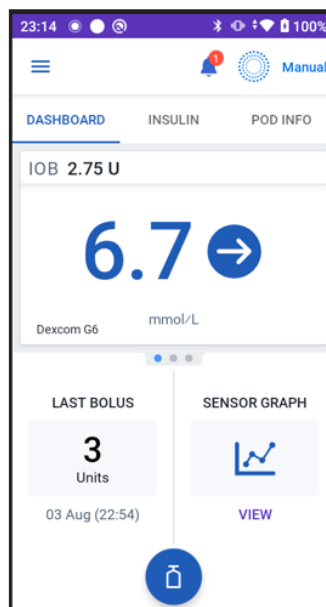 23:14 100%
1
Manual
DASHBOARD INSULIN POD INFO
IOB 2.75 U
6.7
mmol/L
Dexcom G6
LAST BOLUS SENSOR GRAPH
3
Units
03 Aug (22:54) VIEW